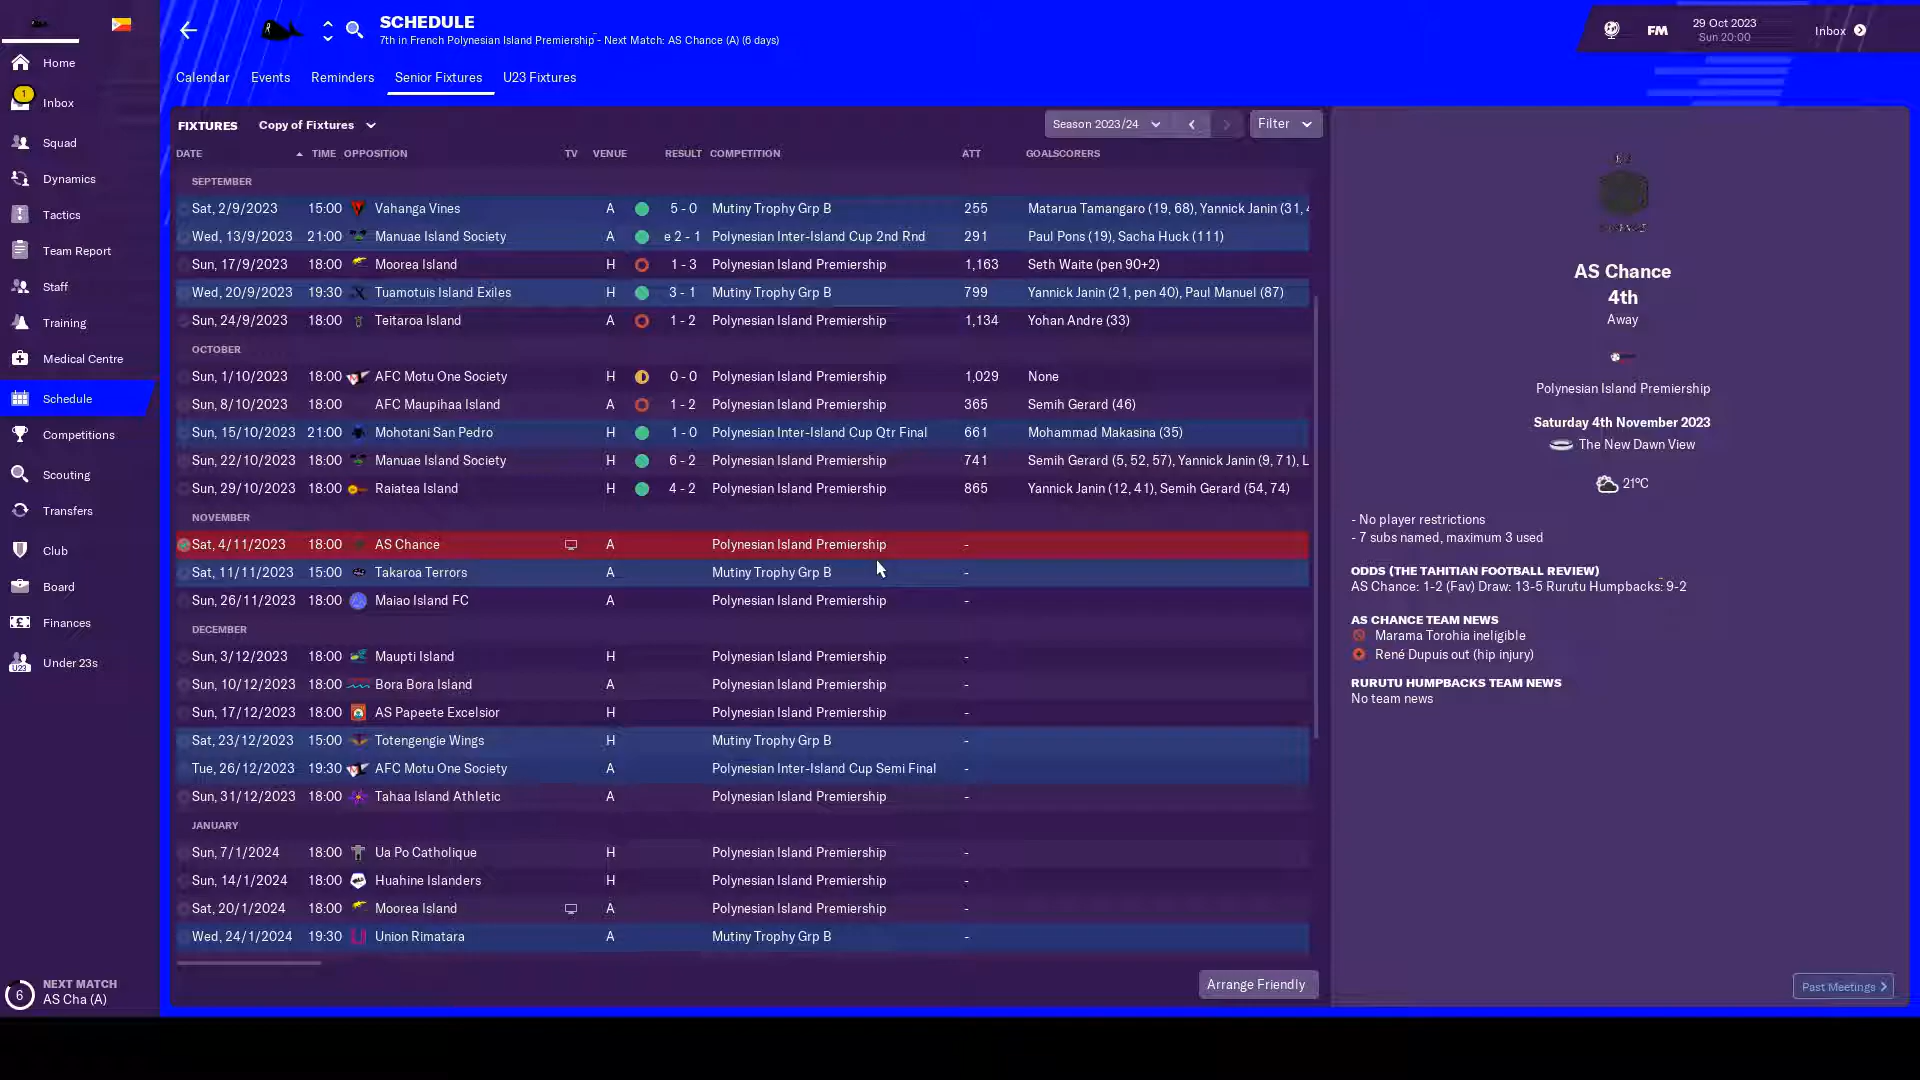 SCHEDULE
7th in French Polynesian Island Premiership - Next Match: AS Chance (A) (6 days)
FM
29 Oct 2023
Sun 20:00
Inbox
Calendar Events Reminders Senior Fixtures U23 Fixtures
Home
1
Inbox
Squad
Dynamics
Tactics
Team Report
Staff
Training
Medical Centre
Schedule
Competitions
Scouting
Transfers
Club
Board
Finances
U23 Under 23s
6 NEXT MATCH
AS Cha (A)
FIXTURES Copy of Fixtures Season 2023/24 Filter
DATE TIME OPPOSITION TV VENUE RESULT COMPETITION ATT GOALSCORERS
SEPTEMBER
Sat, 2/9/2023 15:00 Vahanga Vines A 5 - 0 Mutiny Trophy Grp B 255 Matarua Tamangaro (19, 68), Yannick Janin (31,
Wed, 13/9/2023 21:00 Manuae Island Society A e 2 - 1 Polynesian Inter-Island Cup 2nd Rnd 291 Paul Pons (19), Sacha Huck (111)
Sun, 17/9/2023 18:00 Moorea Island H 1 - 3 Polynesian Island Premiership 1,163 Seth Waite (pen 90+2)
Wed, 20/9/2023 19:30 Tuamotuis Island Exiles H 3 - 1 Mutiny Trophy Grp B 799 Yannick Janin (21, pen 40), Paul Manuel (87)
Sun, 24/9/2023 18:00 Teitaroa Island A 1 - 2 Polynesian Island Premiership 1,134 Yohan Andre (33)
OCTOBER
Sun, 1/10/2023 18:00 AFC Motu One Society H 0 - 0 Polynesian Island Premiership 1,029 None
Sun, 8/10/2023 18:00 AFC Maupihaa Island A 1 - 2 Polynesian Island Premiership 365 Semih Gerard (46)
Sun, 15/10/2023 21:00 Mohotani San Pedro H 1 - 0 Polynesian Inter-Island Cup Qtr Final 661 Mohammad Makasina (35)
Sun, 22/10/2023 18:00 Manuae Island Society H 6 - 2 Polynesian Island Premiership 741 Semih Gerard (5, 52, 57), Yannick Janin (9, 71), L
Sun, 29/10/2023 18:00 Raiatea Island H 4 - 2 Polynesian Island Premiership 865 Yannick Janin (12, 41), Semih Gerard (54, 74)
NOVEMBER
Sat, 4/11/2023 18:00 AS Chance A Polynesian Island Premiership -
Sat, 11/11/2023 15:00 Takaroa Terrors A Mutiny Trophy Grp B -
Sun, 26/11/2023 18:00 Maiao Island FC A Polynesian Island Premiership -
DECEMBER
Sun, 3/12/2023 18:00 Maupti Island H Polynesian Island Premiership -
Sun, 10/12/2023 18:00 Bora Bora Island A Polynesian Island Premiership -
Sun, 17/12/2023 18:00 AS Papeete Excelsior H Polynesian Island Premiership -
Sat, 23/12/2023 15:00 Totengengie Wings H Mutiny Trophy Grp B -
Tue, 26/12/2023 19:30 AFC Motu One Society A Polynesian Inter-Island Cup Semi Final -
Sun, 31/12/2023 18:00 Tahaa Island Athletic A Polynesian Island Premiership -
JANUARY
Sun, 7/1/2024 18:00 Ua Po Catholique H Polynesian Island Premiership -
Sun, 14/1/2024 18:00 Huahine Islanders H Polynesian Island Premiership -
Sat, 20/1/2024 18:00 Moorea Island A Polynesian Island Premiership -
Wed, 24/1/2024 19:30 Union Rimatara A Mutiny Trophy Grp B -
Arrange Friendly
AS Chance
4th
Away
Polynesian Island Premiership
Saturday 4th November 2023
The New Dawn View
21ºC
- No player restrictions
- 7 subs named, maximum 3 used
ODDS (THE TAHITIAN FOOTBALL REVIEW)
AS Chance: 1-2 (Fav) Draw: 13-5 Rurutu Humpbacks: 9-2
AS CHANCE TEAM NEWS
Marama Torohia ineligible
René Dupuis out (hip injury)
RURUTU HUMPBACKS TEAM NEWS
No team news
Past Meetings